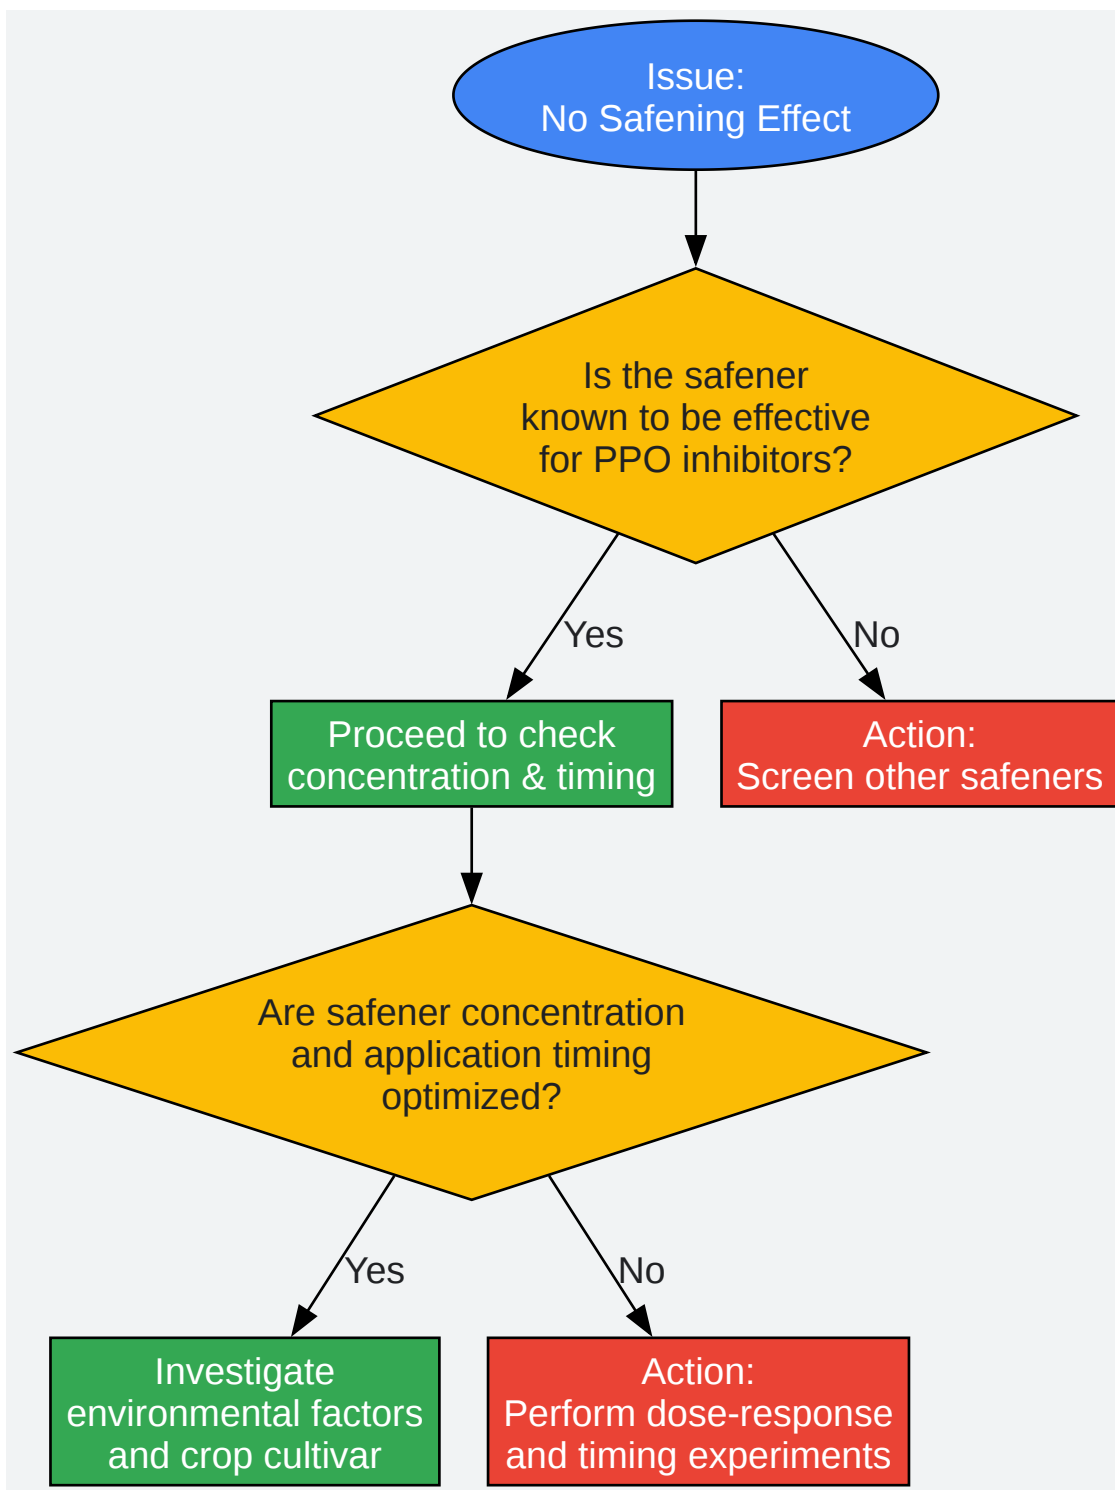 Issue:
No Safening Effect
Is the safener
known to be effective
for PPO inhibitors?
Yes
No
Proceed to check
concentration & timing
Action:
Screen other safeners
Are safener concentration
and application timing
optimized?
Yes
No
Investigate
environmental factors
and crop cultivar
Action:
Perform dose-response
and timing experiments